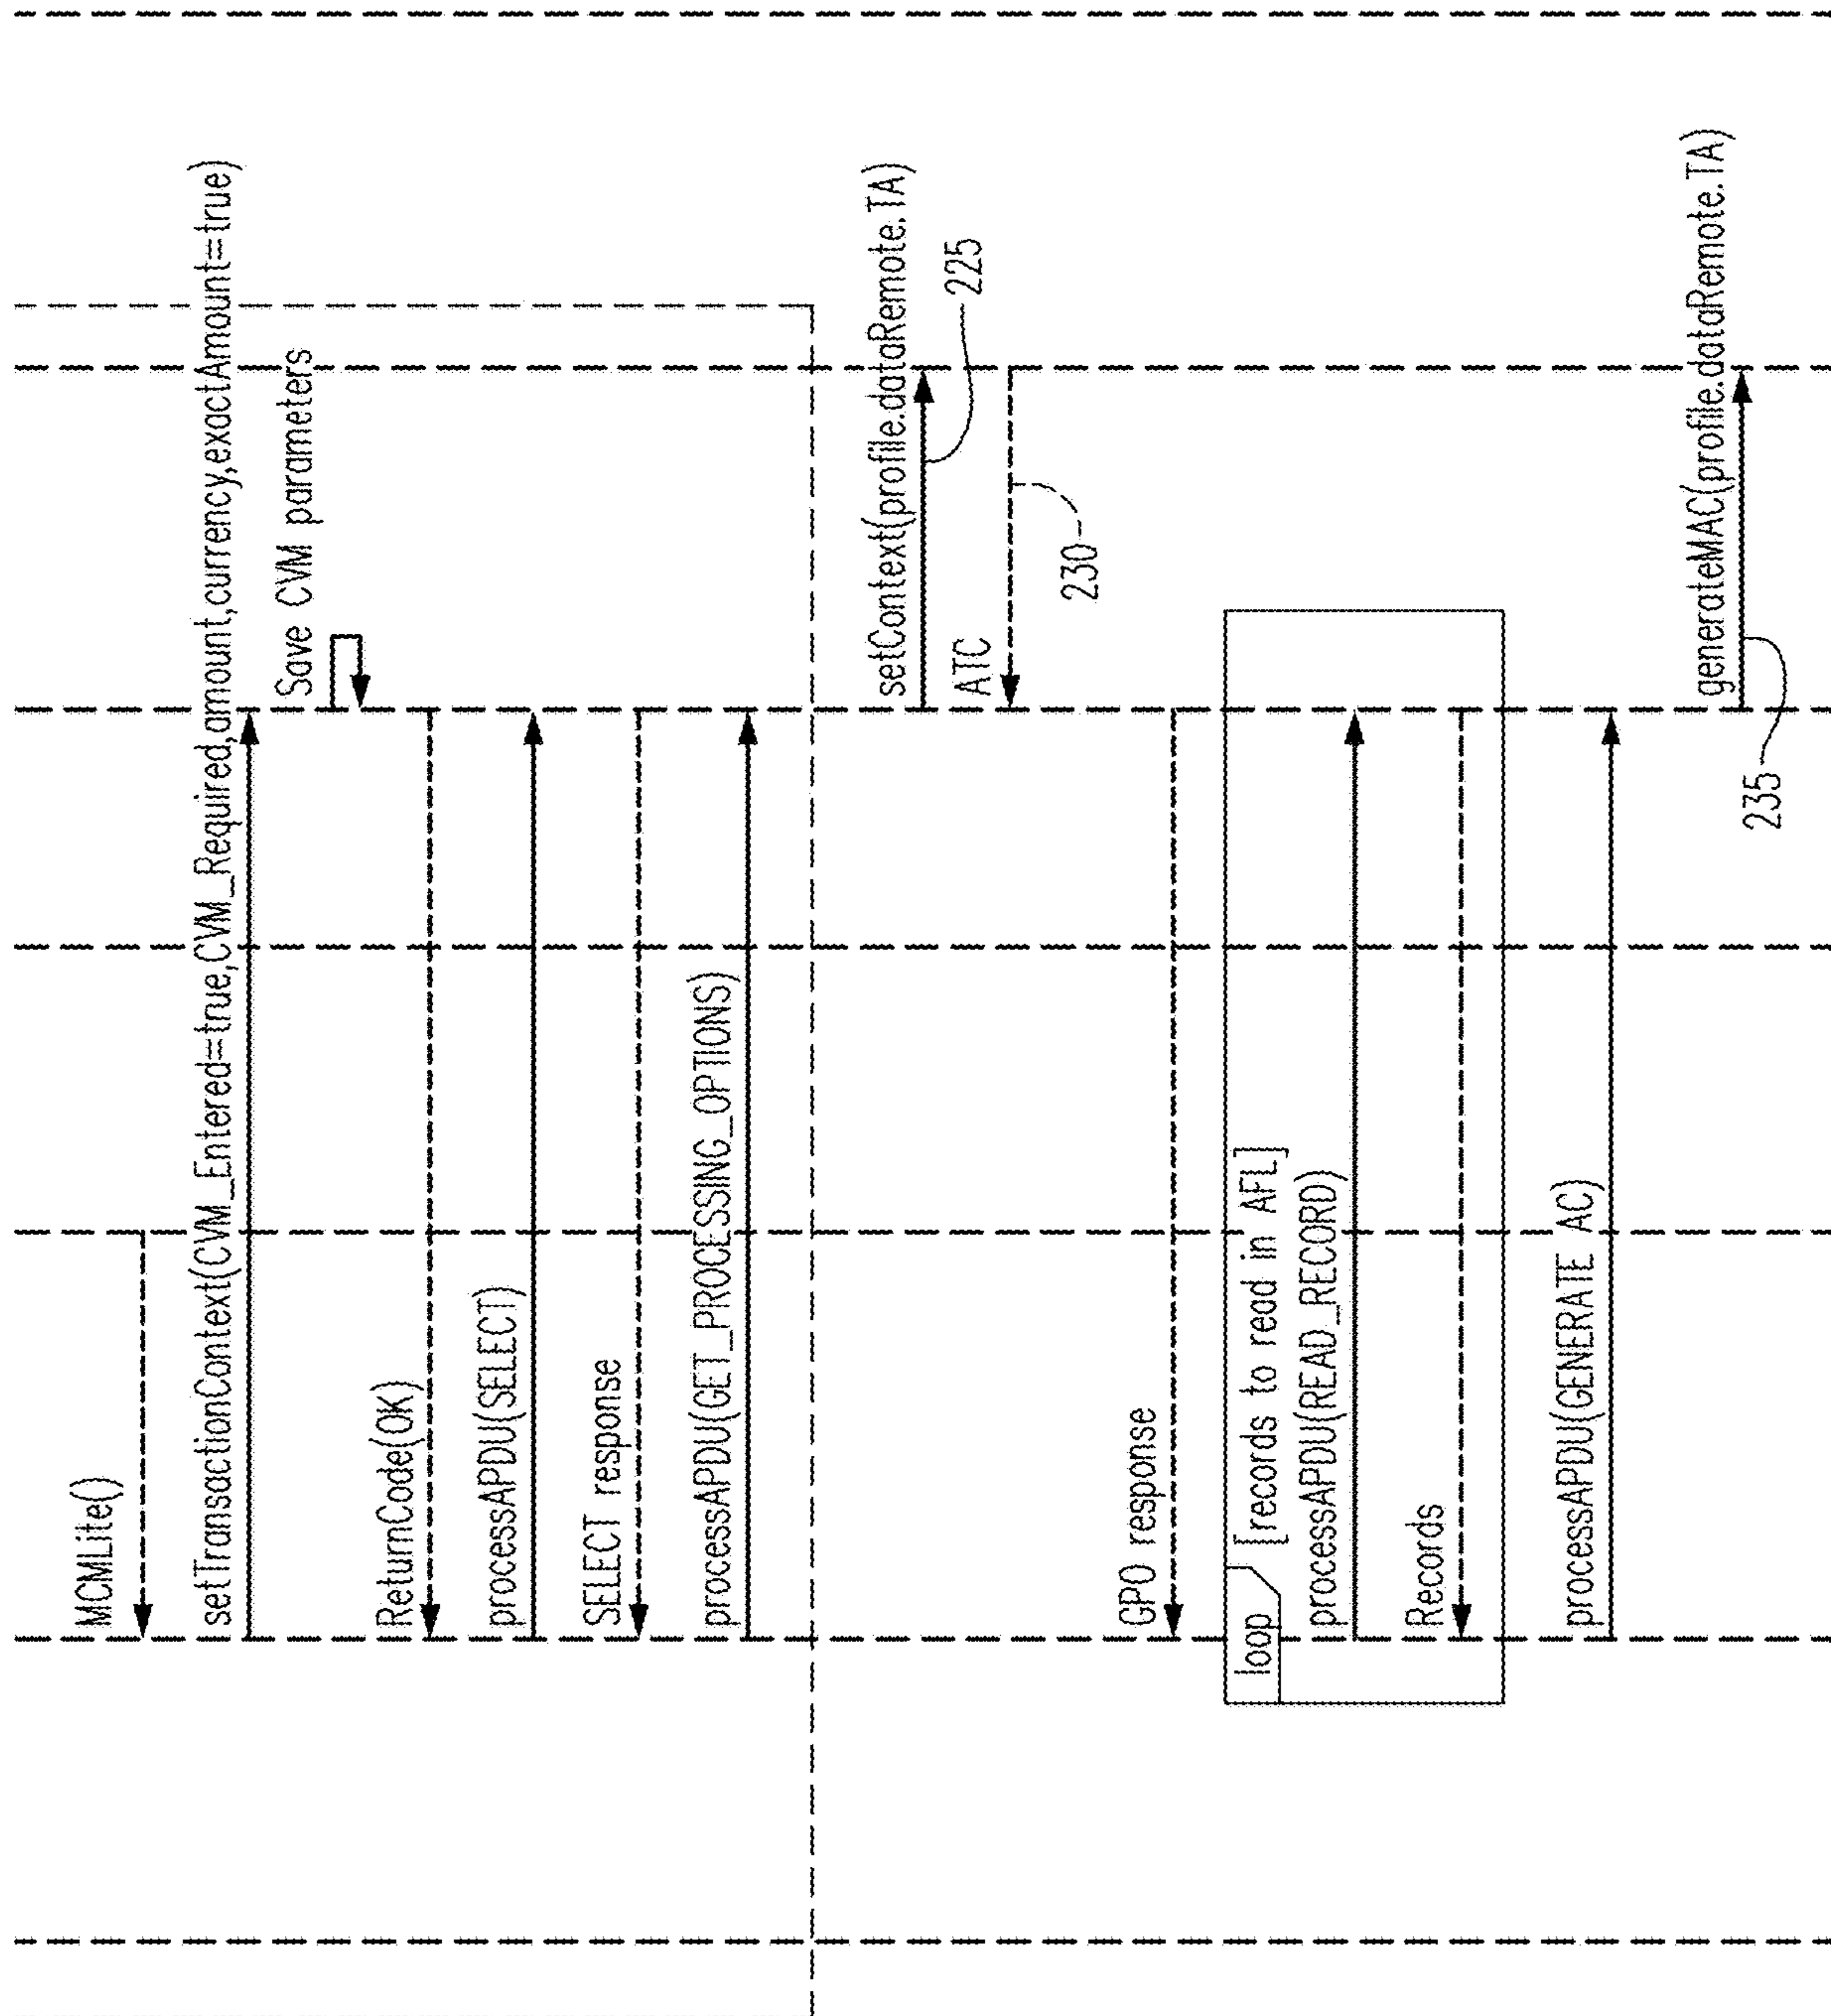 MCMLite()
setTransactionContext(CVM_Entered=true,CVM_Required,amount,currency,exactAmount=true)
Save CVM parameters
ReturnCode(OK)
processAPDU(SELECT)
SELECT response
processAPDU(GET_PROCESSING_OPTIONS)
setContext(profile.dataRemote.TA)
225
ATC
230
GPO response
loop
[records to read in AFL]
processAPDU(READ_RECORD)
Records
processAPDU(GENERATE AC)
generateMAC(profile.dataRemote.TA)
235